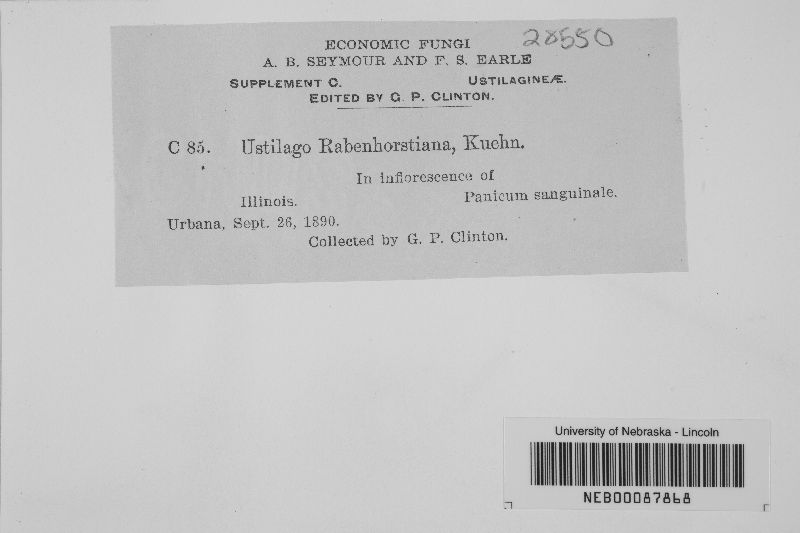 28550
ECONOMIC FUNGI
A. B. SEYMOUR AND F. S. EARLE
SUPPLEMENT C. USTILAGINEÆ.
EDITED BY G. P. CLINTON.
C 85. Ustilago Rabenhorstiana, Kuehn.
In inflorescence of
Illinois. Panicum sanguinale.
Urbana, Sept. 26, 1890.
Collected by G. P. Clinton.
University of Nebraska - Lincoln
NEB00087868